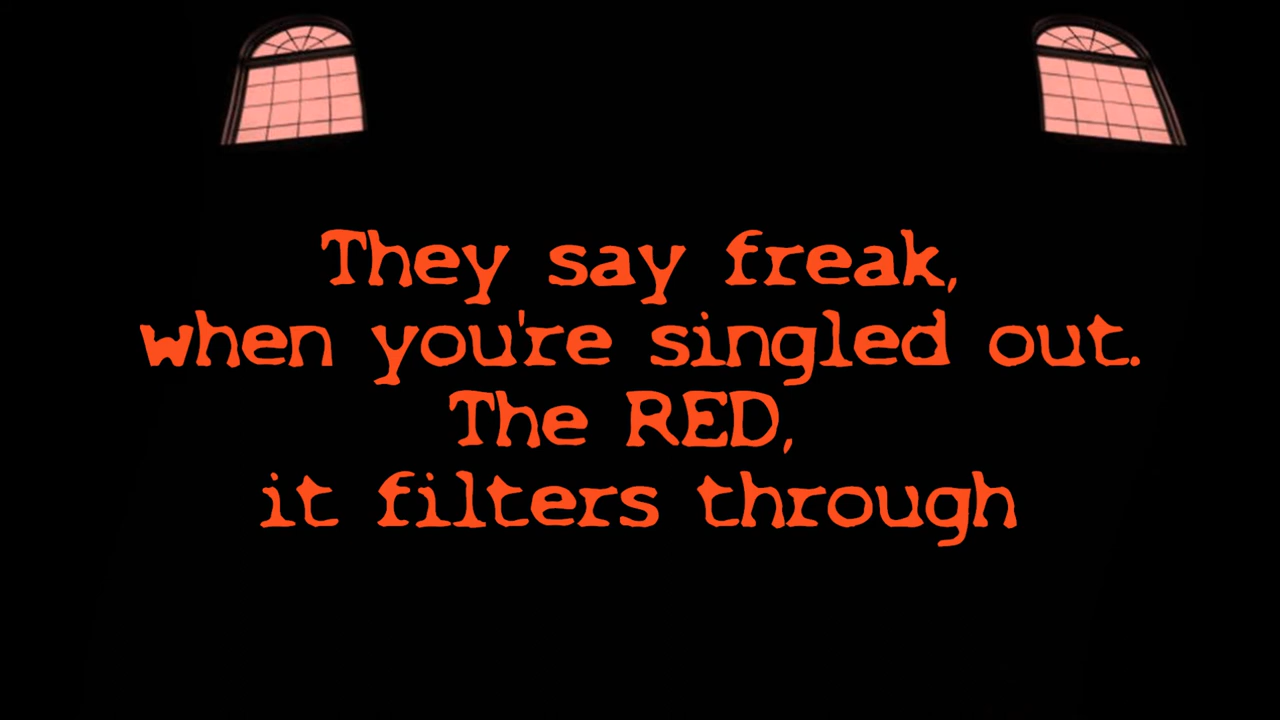 They say freak,
when you're singled out.
The RED,
it filters through